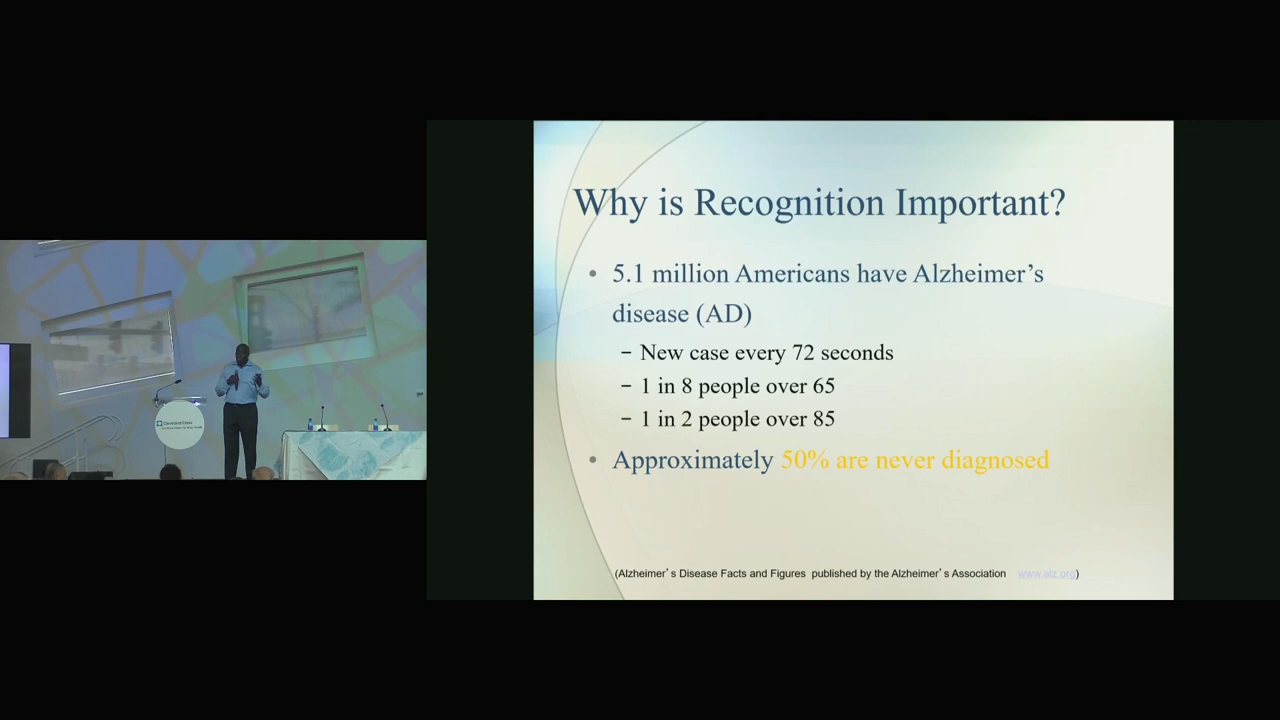 Why is Recognition Important?
• 5.1 million Americans have Alzheimer’s
disease (AD)
– New case every 72 seconds
– 1 in 8 people over 65
– 1 in 2 people over 85
• Approximately 50% are never diagnosed
(Alzheimer’s Disease Facts and Figures published by the Alzheimer’s Association www.alz.org)
Cleveland Clinic